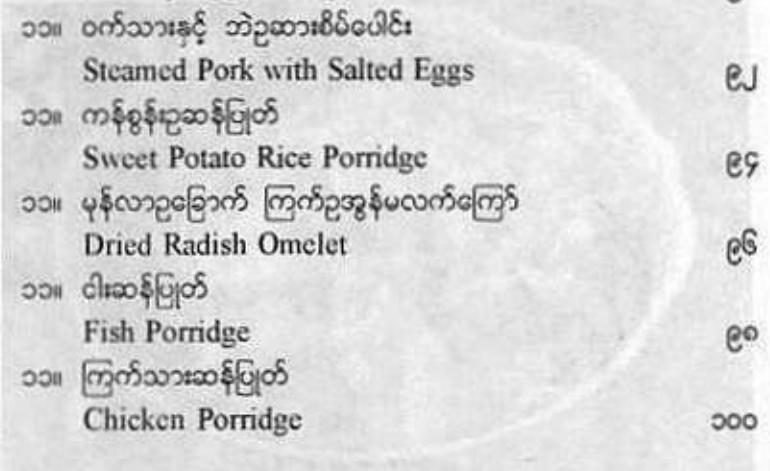 ၁၁။ ဝက်သားနှင့် ဘဲဥဆားစိမ်ပေါင်း
Steamed Pork with Salted Eggs ၉၂
၁၁။ ကန်စွန်းဥဆန်ပြုတ်
Sweet Potato Rice Porridge ၉၄
၁၁။ မုန်လာဥခြောက် ကြက်ဥအွန်မလက်ကြော်
Dried Radish Omelet ၉၆
၁၁။ ငါးဆန်ပြုတ်
Fish Porridge ၉၈
၁၁။ ကြက်သားဆန်ပြုတ်
Chicken Porridge ၁၀၀